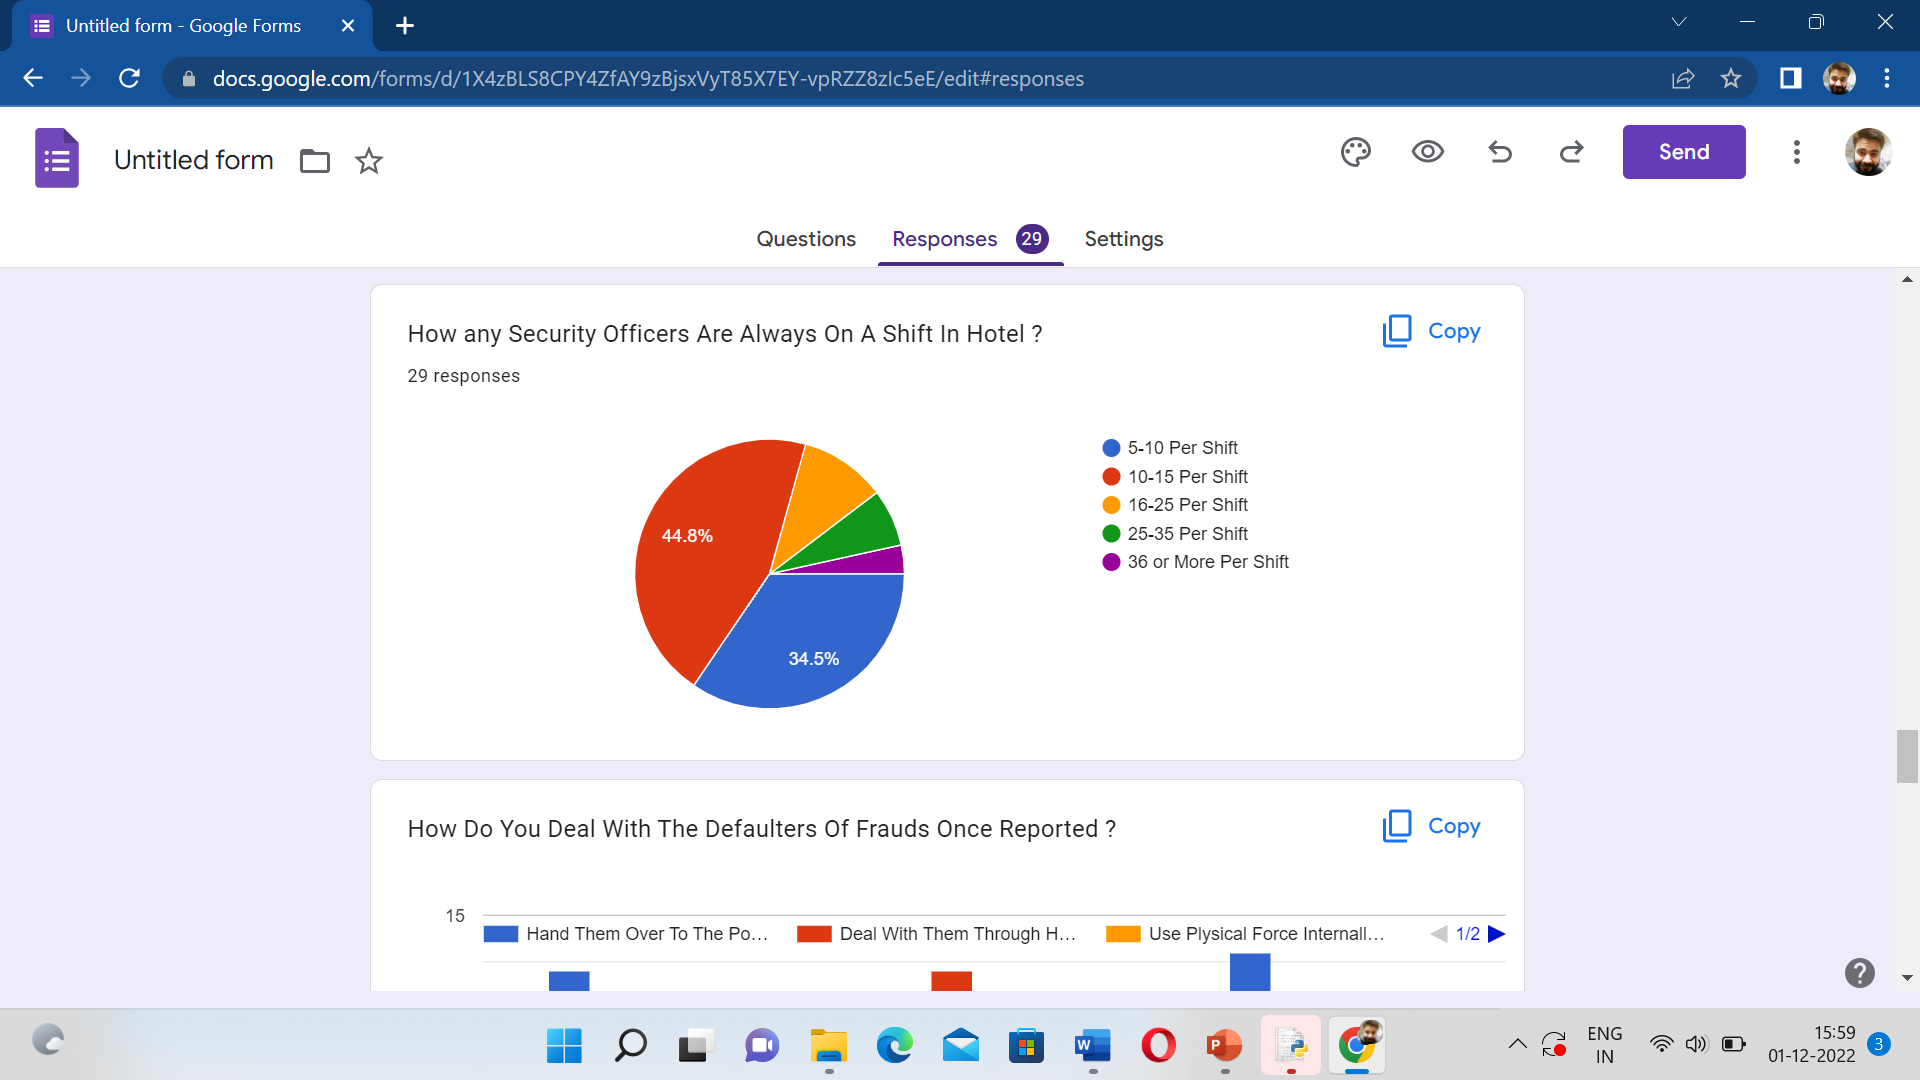 Untitled form - Google Forms
docs.google.com/forms/d/1X4zBLS8CPY4ZfAY9zBjsxVyT85X7EY-vpRZZ8zIc5eE/edit#responses
Untitled form
Send
Questions Responses 29 Settings
How any Security Officers Are Always On A Shift In Hotel ?
Copy
29 responses
5-10 Per Shift
10-15 Per Shift
16-25 Per Shift
25-35 Per Shift
36 or More Per Shift
44.8%
34.5%
How Do You Deal With The Defaulters Of Frauds Once Reported ?
Copy
15
Hand Them Over To The Po... Deal With Them Through H... Use Plysical Force Internall... 1/2
W
P
ENG
IN
15:59
01-12-2022
3